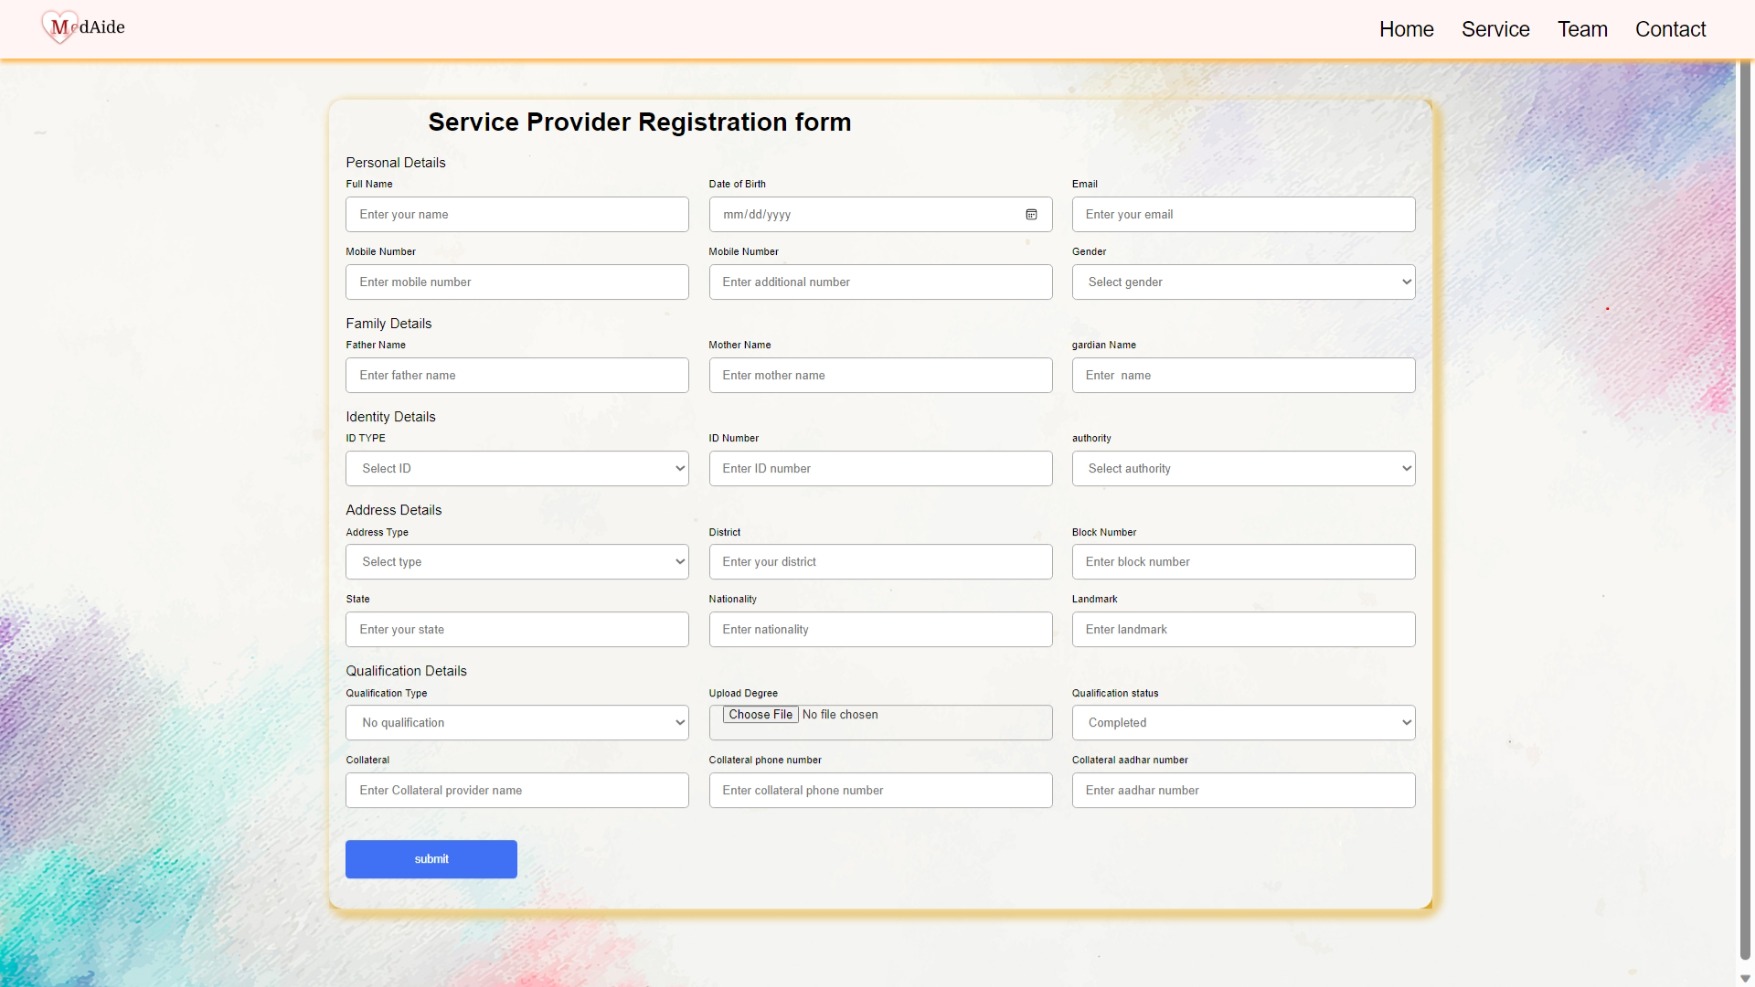 MedAide
Home Service Team Contact
Service Provider Registration form
Personal Details
Full Name Date of Birth Email
Enter your name mm/dd/yyyy Enter your email
Mobile Number Mobile Number Gender
Enter mobile number Enter additional number Select gender
Family Details
Father Name Mother Name gardian Name
Enter father name Enter mother name Enter name
Identity Details
ID TYPE ID Number authority
Select ID Enter ID number Select authority
Address Details
Address Type District Block Number
Select type Enter your district Enter block number
State Nationality Landmark
Enter your state Enter nationality Enter landmark
Qualification Details
Qualification Type Upload Degree Qualification status
No qualification Choose File No file chosen Completed
Collateral Collateral phone number Collateral aadhar number
Enter Collateral provider name Enter collateral phone number Enter aadhar number
submit